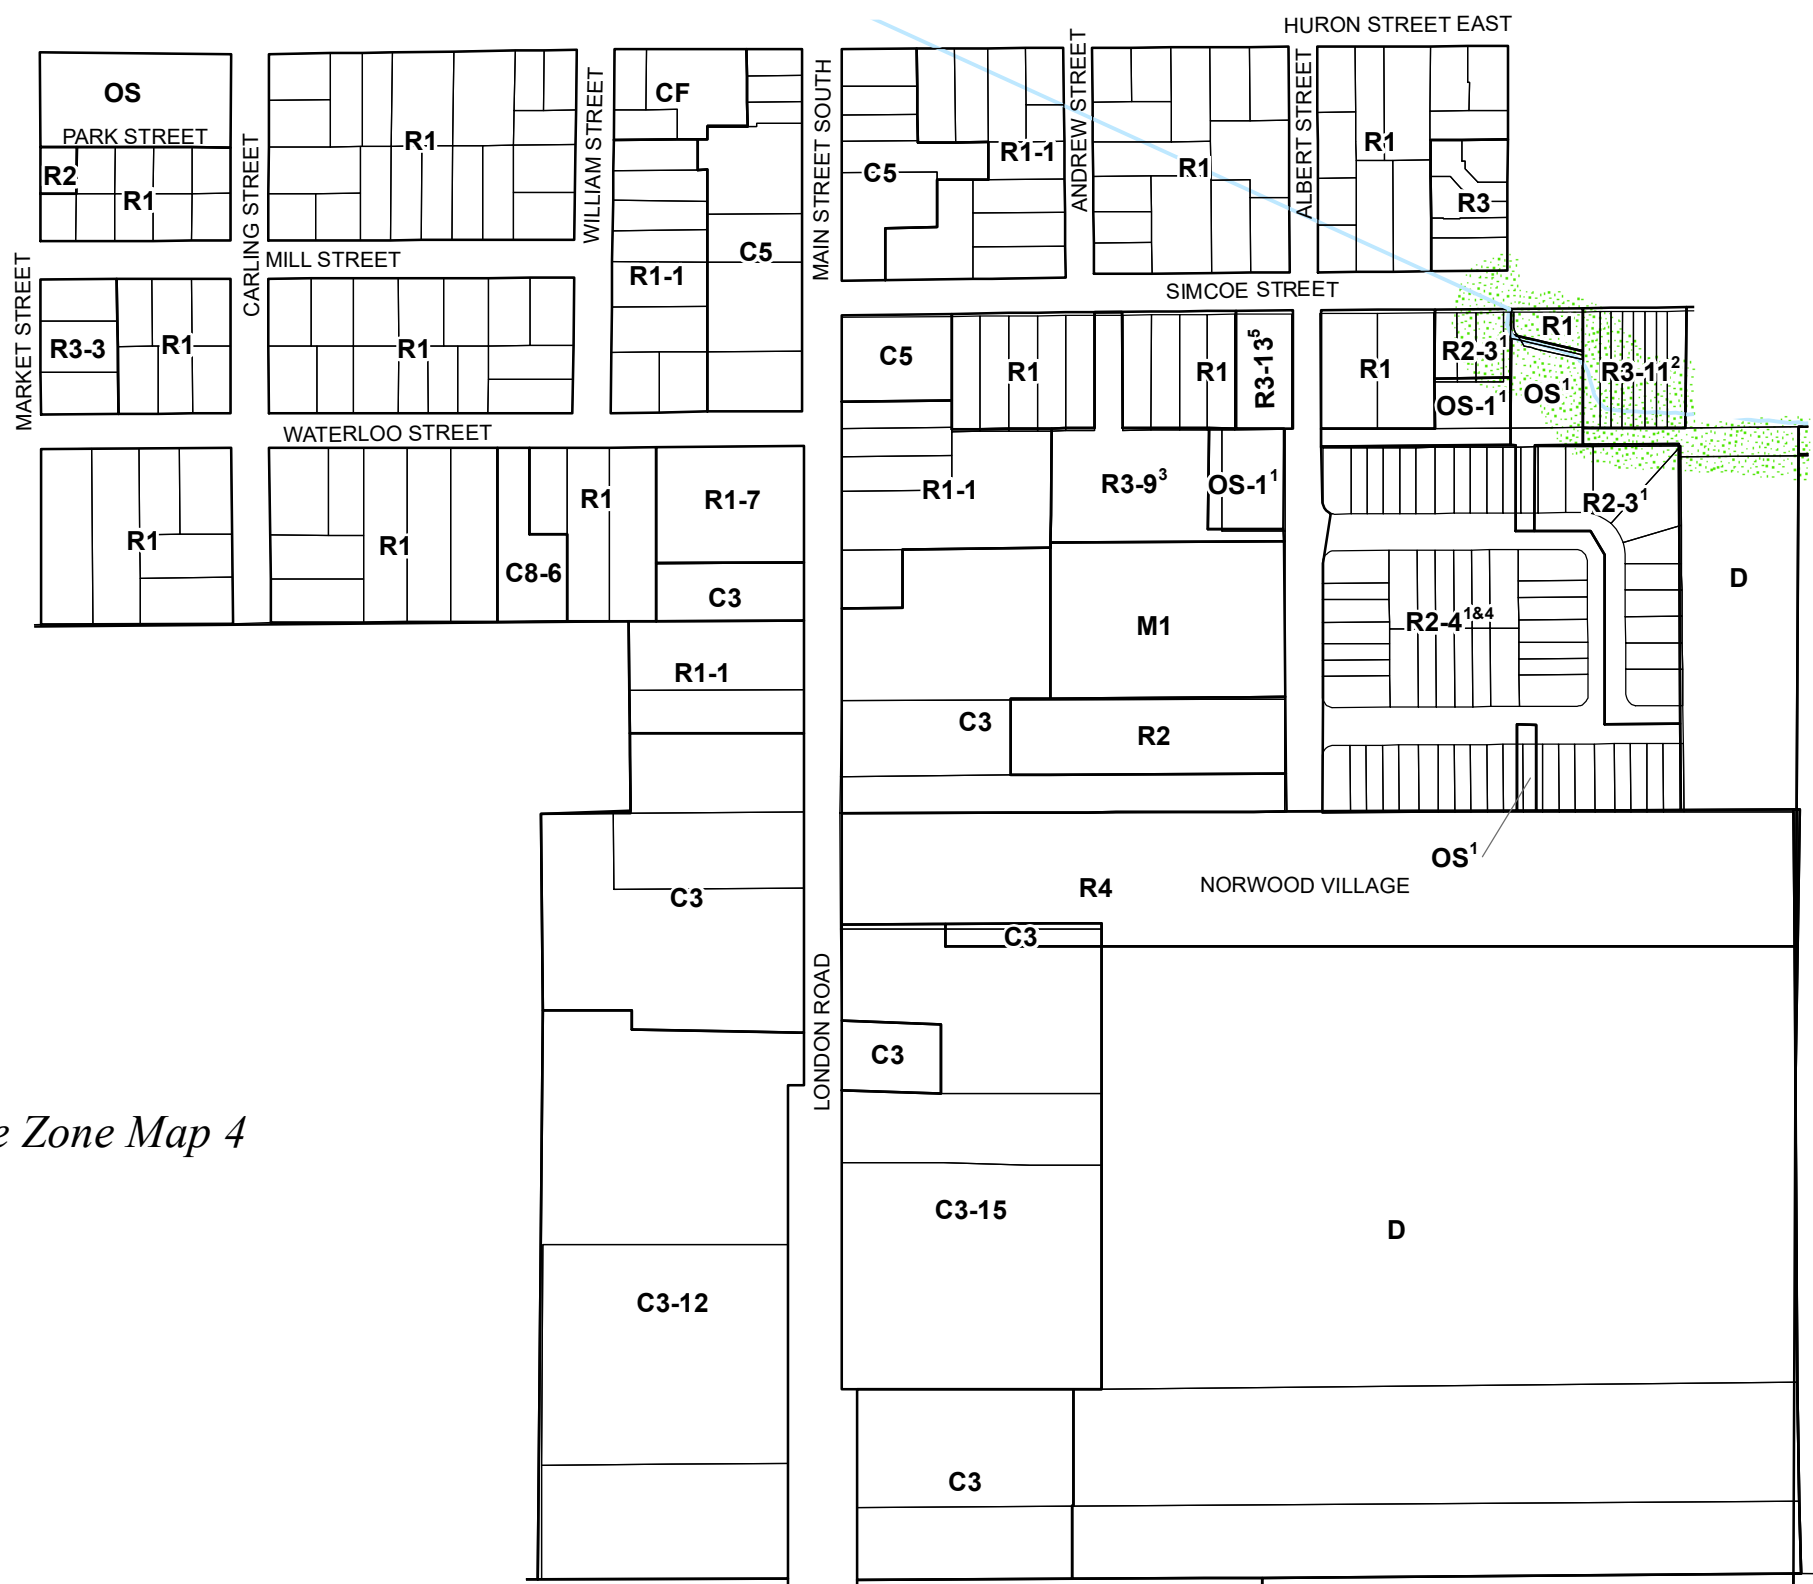 HURON STREET EAST
OS
PARK STREET
R2
R1
CARLING STREET
R1
WILLIAM STREET
CF
MAIN STREET SOUTH
C5
R1-1
ANDREW STREET
R1
ALBERT STREET
R1
R3
MILL STREET
R1-1
C5
SIMCOE STREET
MARKET STREET
R3-3
R1
R1
C5
R1
R1
R3-13⁵
R1
R2-3¹
R1
OS-1¹
OS¹
R3-11²
WATERLOO STREET
R1
R1
C8-6
R1
R1-7
C3
R1-1
R3-9³
OS-1¹
R2-3¹
D
M1
R2-4¹&⁴
R1-1
C3
R2
OS¹
R4
NORWOOD VILLAGE
C3
C3
LONDON ROAD
C3
e Zone Map 4
C3-15
D
C3-12
C3